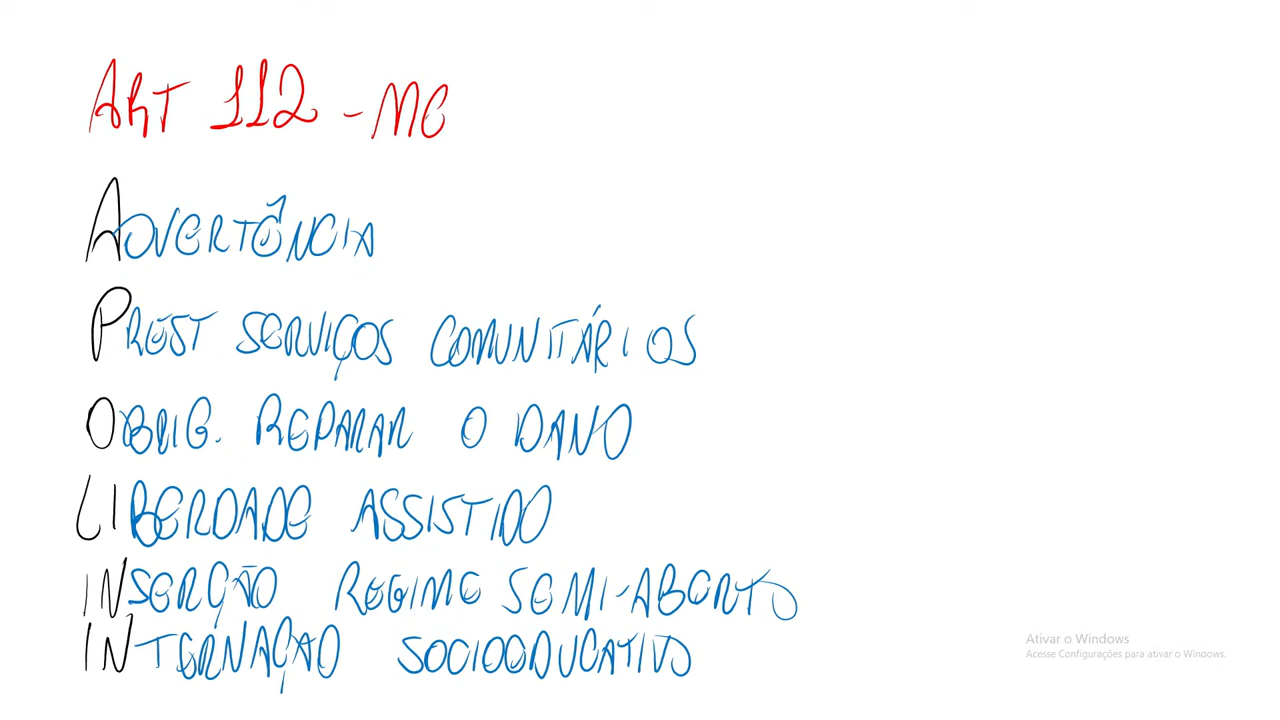 ART 112 - MC
ADVERTÊNCIA
PREST SERVIÇOS COMUNITÁRIOS
OBRIG. REPARAR O DANO
LIBERDADE ASSISTIDO
INSERÇÃO REGIME SEMI-ABERTO
INTERNAÇÃO SOCIOEDUCATIVO
Ativar o Windows
Acesse Configurações para ativar o Windows.